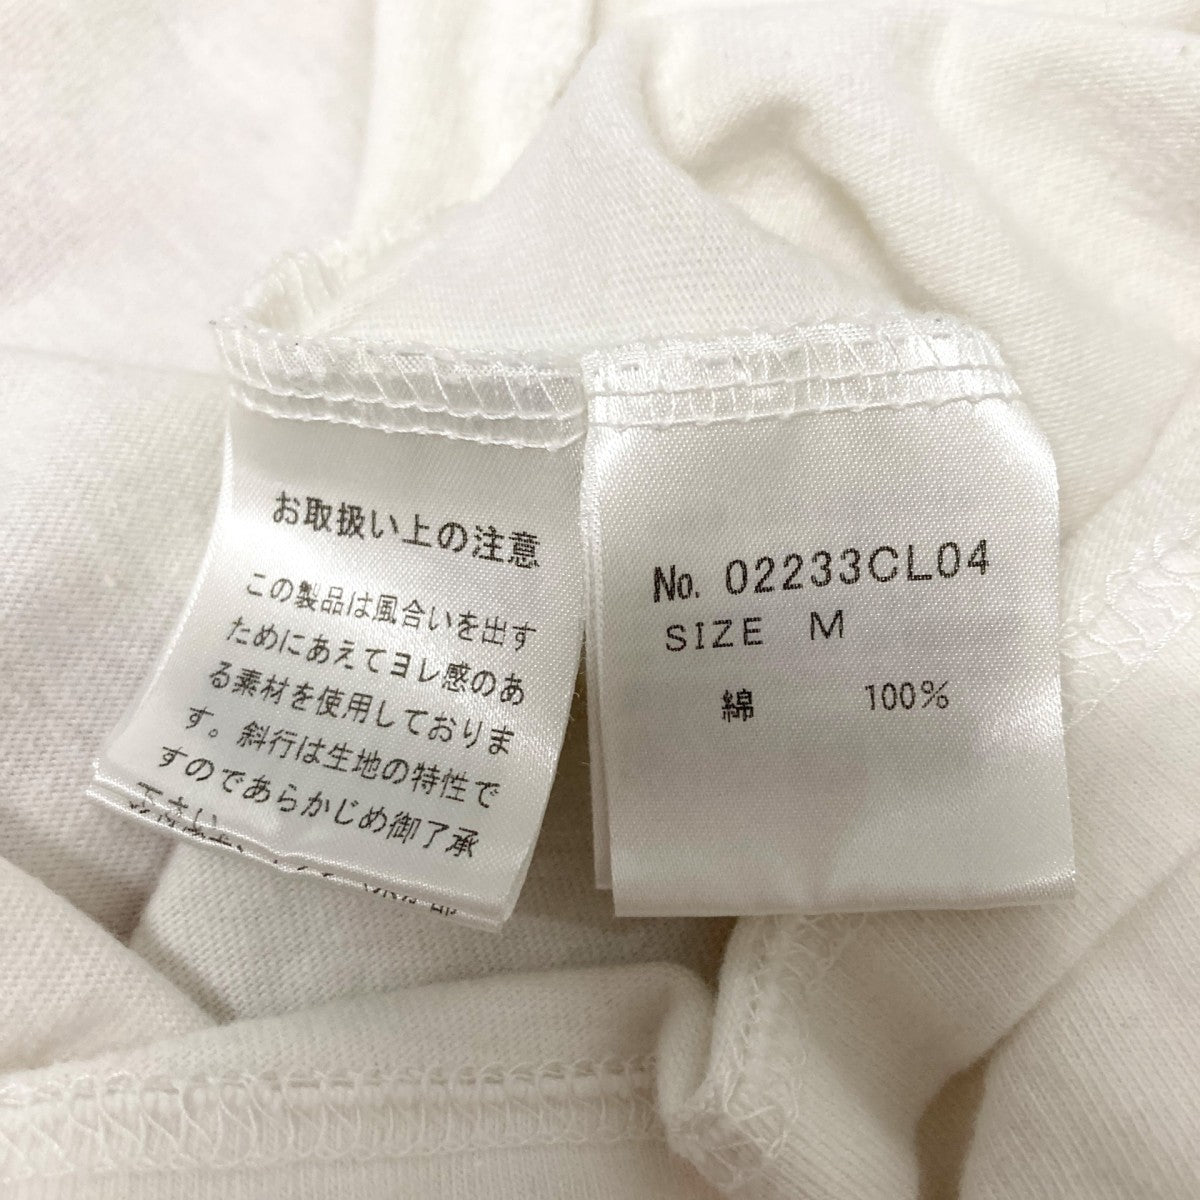 お取扱い上の注意
この製品は風合いを出す
ためにあえてヨレ感のあ
る素材を使用しておりま
す。斜行は生地の特性で
すのであらかじめ御了承
下さい。
No. 02233CL04
SIZE M
綿 100%